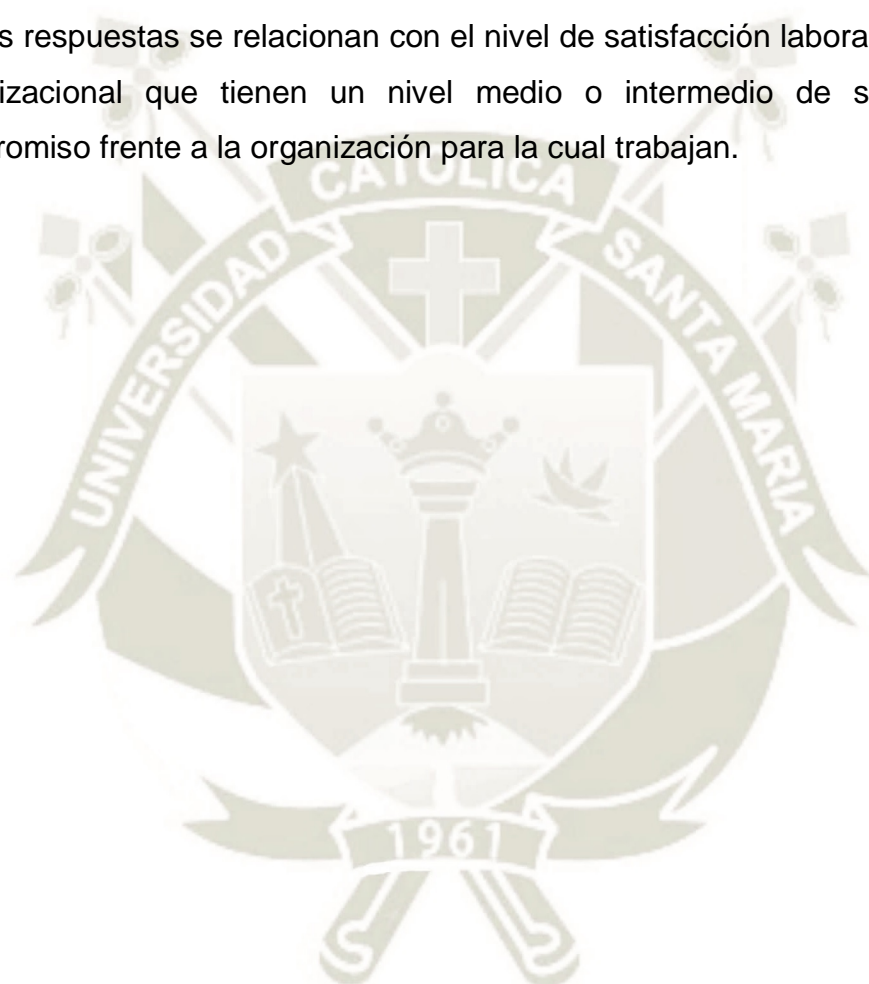 s respuestas se relacionan con el nivel de satisfacción labora
izacional que tienen un nivel medio o intermedio de s
romiso frente a la organización para la cual trabajan.
UNIVERSIDAD CATOLICA SANTA MARIA
1961